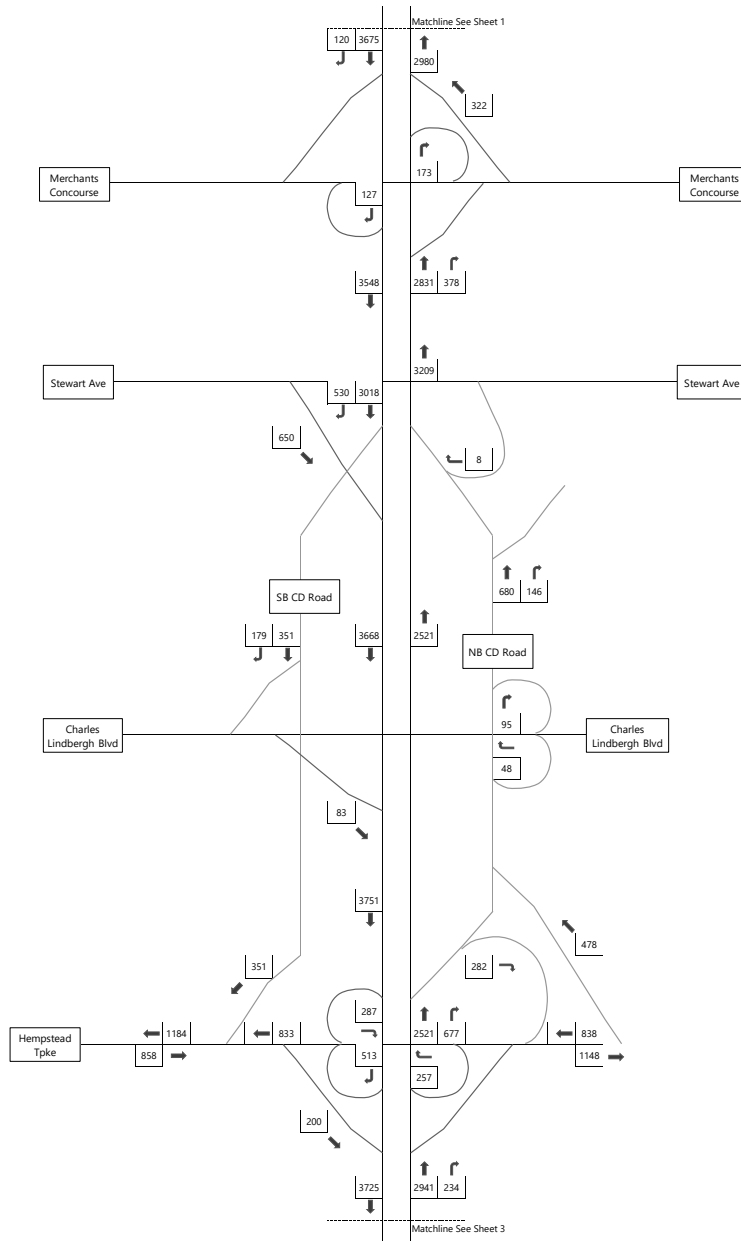 Matchline See Sheet 1
120 3675
2980
322
173
Merchants
Concourse
127
Merchants
Concourse
3548
2831 378
3209
Stewart Ave
530 3018
Stewart Ave
650
8
680 146
SB CD Road
179 351
3668
2521
NB CD Road
95
Charles
Lindbergh Blvd
Charles
Lindbergh Blvd
48
83
3751
478
351
282
287
1184
833
2521 677
838
Hempstead
Tpke
858
513
1148
257
200
3725
2941 234
Matchline See Sheet 3